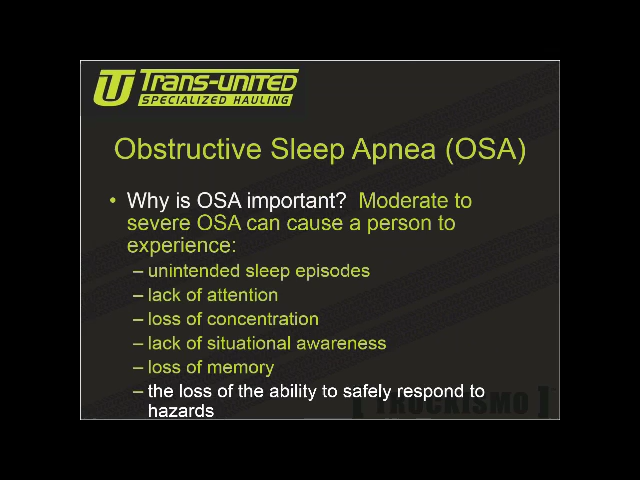 TRANS-UNITED
SPECIALIZED HAULING
Obstructive Sleep Apnea (OSA)
• Why is OSA important? Moderate to
severe OSA can cause a person to
experience:
– unintended sleep episodes
– lack of attention
– loss of concentration
– lack of situational awareness
– loss of memory
– the loss of the ability to safely respond to
hazards
[ TRUCKISMO ]